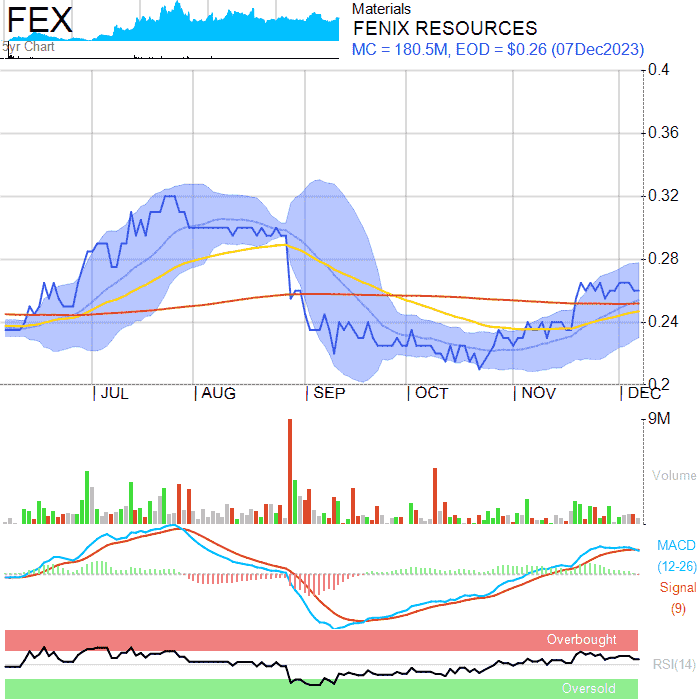 FEX
5yr Chart
Materials
FENIX RESOURCES
MC = 180.5M, EOD = $0.26 (07Dec2023)
0.4
0.36
0.32
0.28
0.24
0.2
JUL AUG SEP OCT NOV DEC
9M
Volume
MACD
(12-26)
Signal
(9)
Overbought
RSI(14)
Oversold